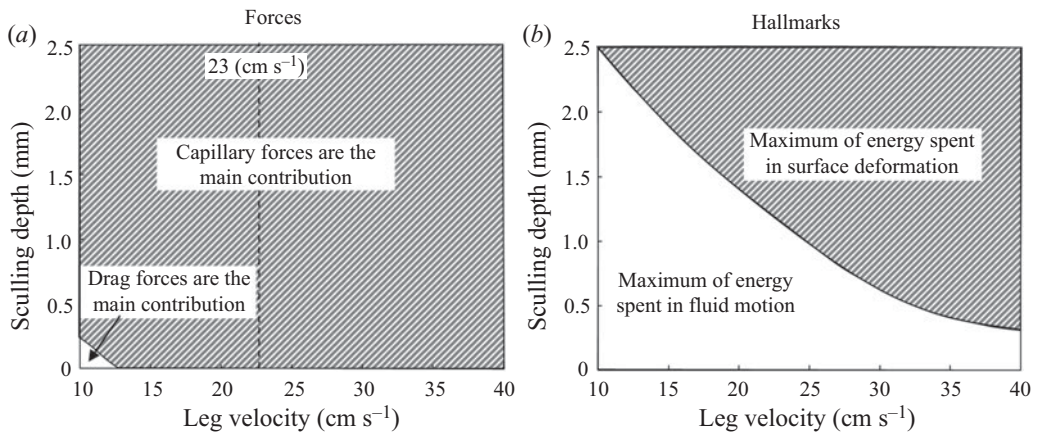 Forces
(a)
2.5
2.0
1.5
1.0
0.5
0
Sculling depth (mm)
23 (cm s⁻¹)
Capillary forces are the
main contribution
Drag forces are the
main contribution
10 15 20 25 30 35 40
Leg velocity (cm s⁻¹)
Hallmarks
(b)
2.5
2.0
1.5
1.0
0.5
0
Sculling depth (mm)
Maximum of energy spent
in surface deformation
Maximum of energy
spent in fluid motion
10 15 20 25 30 35 40
Leg velocity (cm s⁻¹)